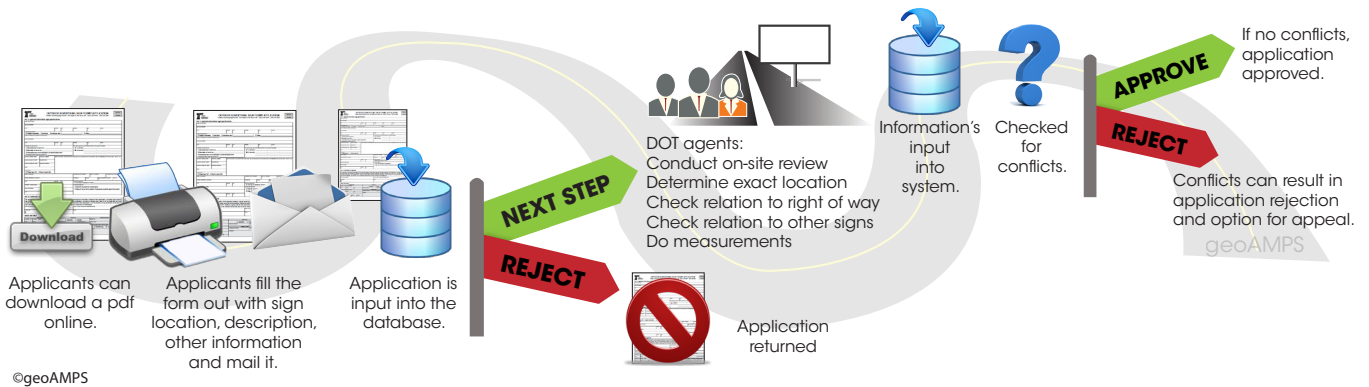 Download
Applicants can
download a pdf
online.
Applicants fill the
form out with sign
location, description,
other information
and mail it.
Application is
input into the
database.
NEXT STEP
REJECT
DOT agents:
Conduct on-site review
Determine exact location
Check relation to right of way
Check relation to other signs
Do measurements
Application
returned
Information's
input
into
system.
Checked
for
conflicts.
APPROVE
REJECT
If no conflicts,
application
approved.
Conflicts can result in
application rejection
and option for appeal.
geoAMPS
©geoAMPS